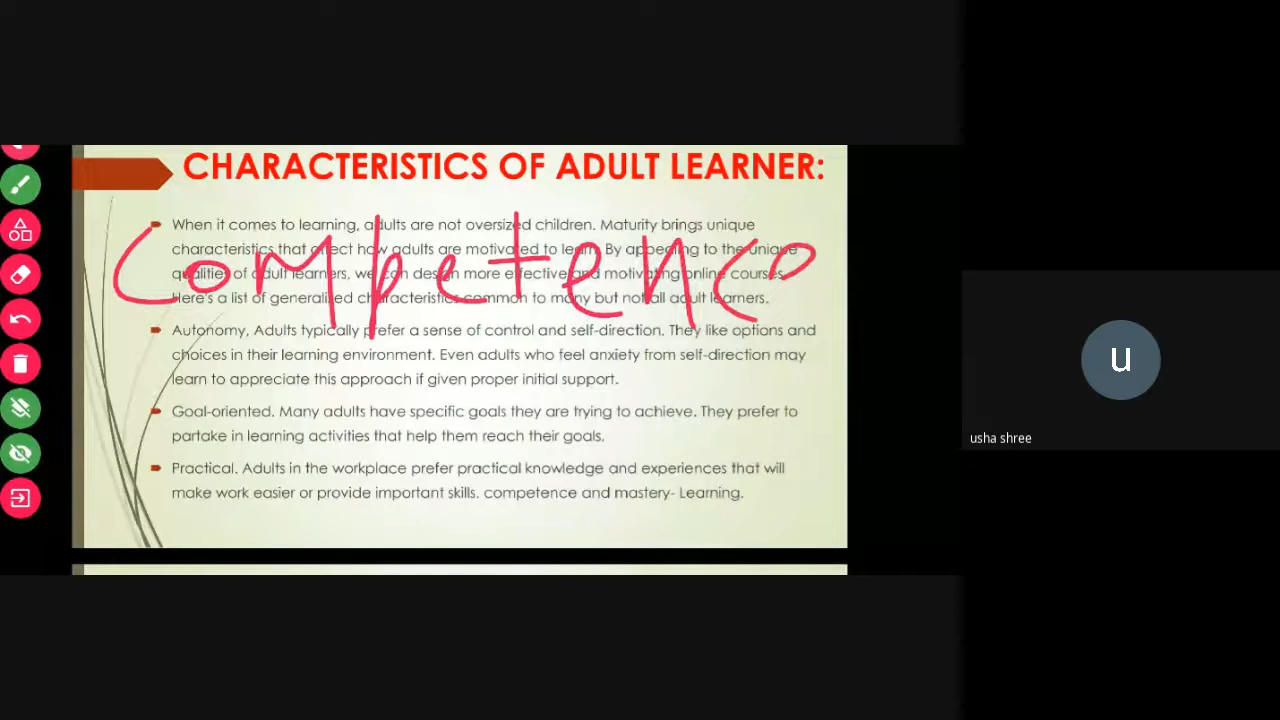 CHARACTERISTICS OF ADULT LEARNER:
When it comes to learning, adults are not oversized children. Maturity brings unique
characteristics that affect how adults are motivated to learn. By appealing to the unique
qualities of adult learners, we can design more effective and motivating online courses.
Here's a list of generalized characteristics common to many but not all adult learners.
Competence
Autonomy, Adults typically prefer a sense of control and self-direction. They like options and
choices in their learning environment. Even adults who feel anxiety from self-direction may
learn to appreciate this approach if given proper initial support.
Goal-oriented. Many adults have specific goals they are trying to achieve. They prefer to
partake in learning activities that help them reach their goals.
Practical. Adults in the workplace prefer practical knowledge and experiences that will
make work easier or provide important skills. competence and mastery- Learning.
u
usha shree